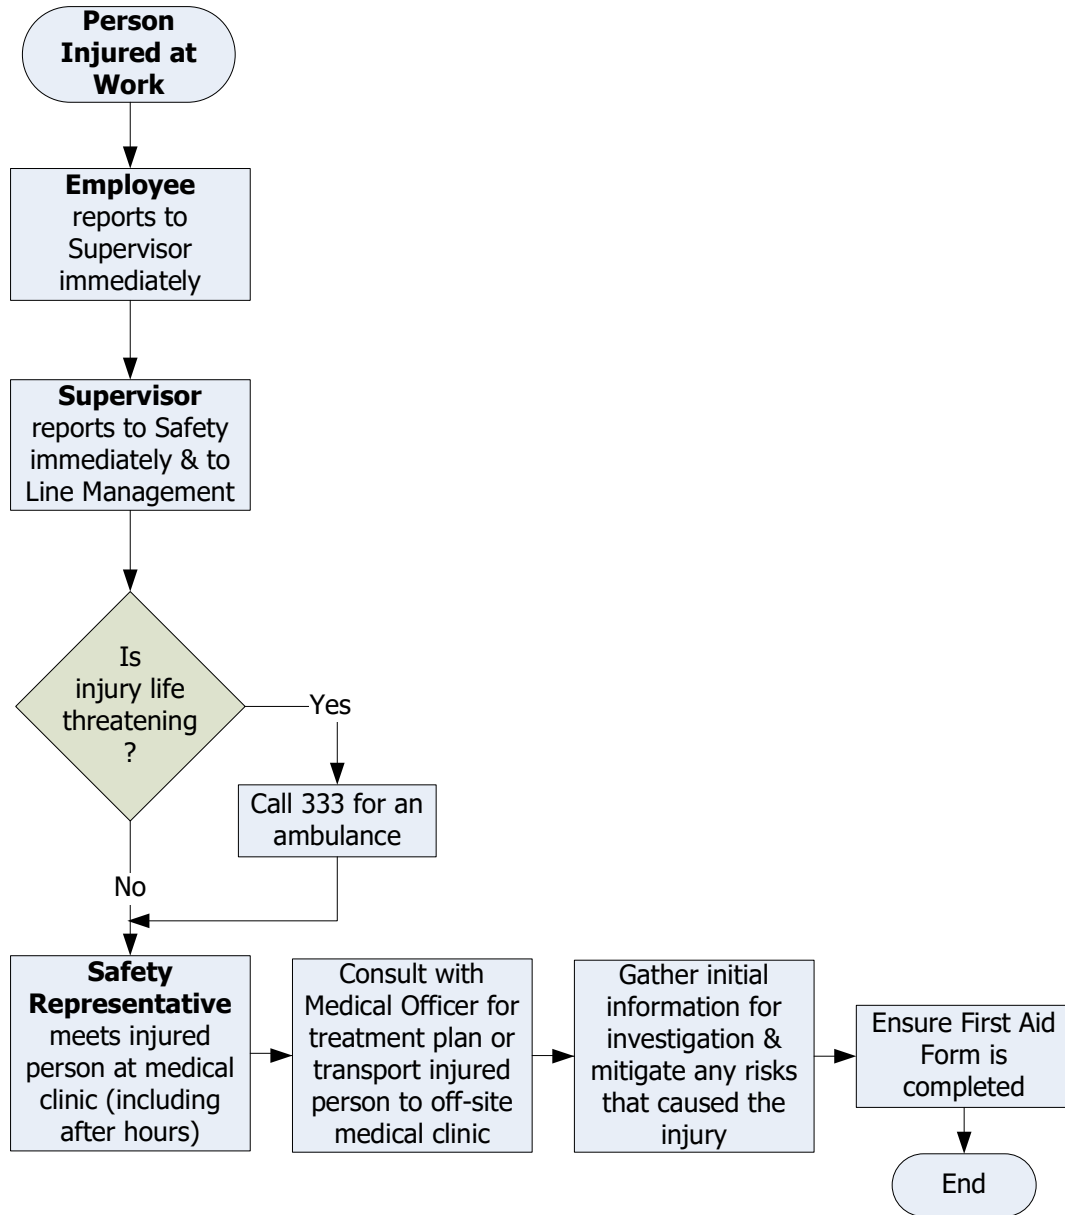 Person
Injured at
Work
Employee
reports to
Supervisor
immediately
Supervisor
reports to Safety
immediately & to
Line Management
Is
injury life
threatening
?
Yes
Call 333 for an
ambulance
No
Safety
Representative
meets injured
person at medical
clinic (including
after hours)
Consult with
Medical Officer for
treatment plan or
transport injured
person to off-site
medical clinic
Gather initial
information for
investigation &
mitigate any risks
that caused the
injury
Ensure First Aid
Form is
completed
End